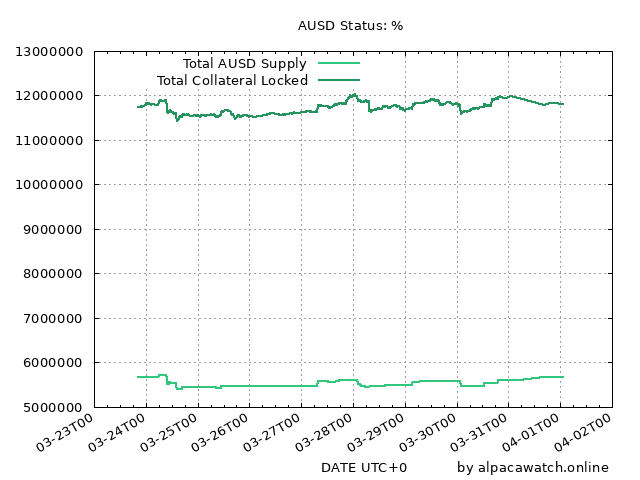 AUSD Status: %
13000000
Total AUSD Supply
Total Collateral Locked
12000000
11000000
10000000
9000000
8000000
7000000
6000000
5000000
03-23T00
03-24T00
03-25T00
03-26T00
03-27T00
03-28T00
03-29T00
03-30T00
03-31T00
04-01T00
04-02T00
DATE UTC+0
by alpacawatch.online